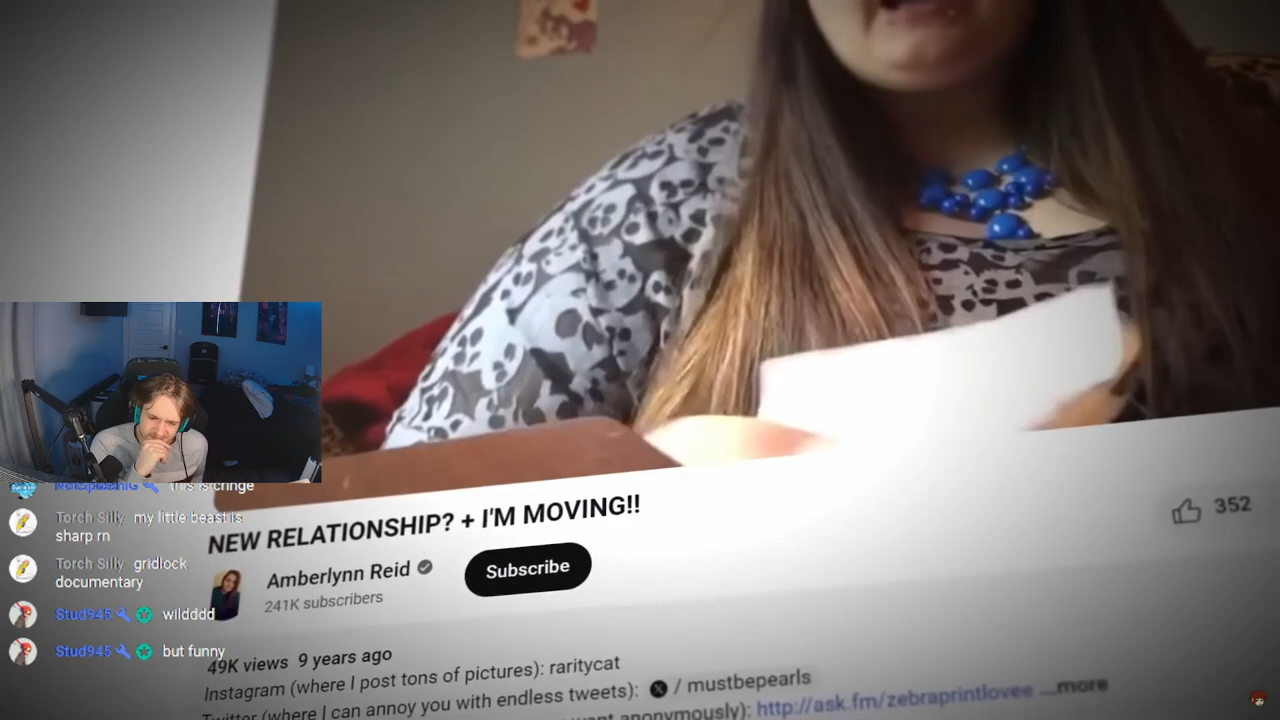 this is cringe
Torch Silly my little beast is
sharp rn
Torch Silly gridlock
documentary
Stud945 wildddd
Stud945 but funny
NEW RELATIONSHIP? + I'M MOVING!!
352
Amberlynn Reid
241K subscribers
Subscribe
49K views 9 years ago
Instagram (where I post tons of pictures): raritycat
Twitter (where I can annoy you with endless tweets): X / mustbepearls
want anonymously): http://ask.fm/zebraprintlovee ...more